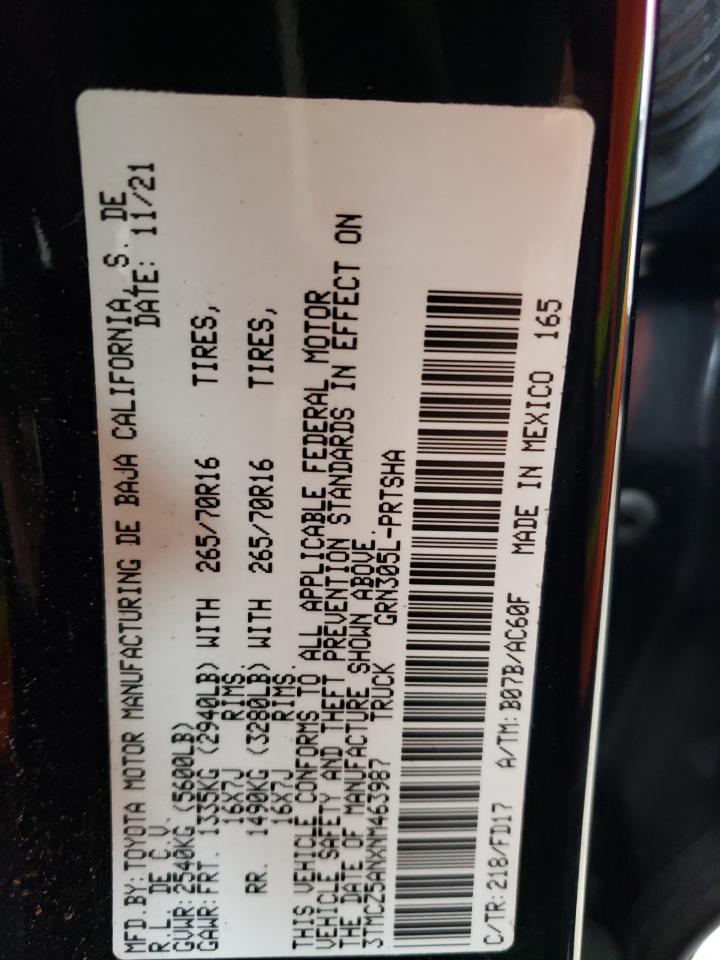 MFD.BY:TOYOTA MOTOR MANUFACTURING DE BAJA CALIFORNIA, S. DE
R.L. DE C.V. DATE: 11/21
GVWR:2540KG (5600LB)
GAWR:FRT. 1335KG (2940LB) WITH 265/70R16 TIRES,
16X7J RIMS.
RR. 1490KG (3280LB) WITH 265/70R16 TIRES,
16X7J RIMS.
THIS VEHICLE CONFORMS TO ALL APPLICABLE FEDERAL MOTOR
VEHICLE SAFETY AND THEFT PREVENTION STANDARDS IN EFFECT ON
THE DATE OF MANUFACTURE SHOWN ABOVE.
3TMCZ5ANXNM463987 TRUCK GRN305L-PRTSHA
C/TR:218/FD17 A/TM:B07B/AC60F MADE IN MEXICO 165